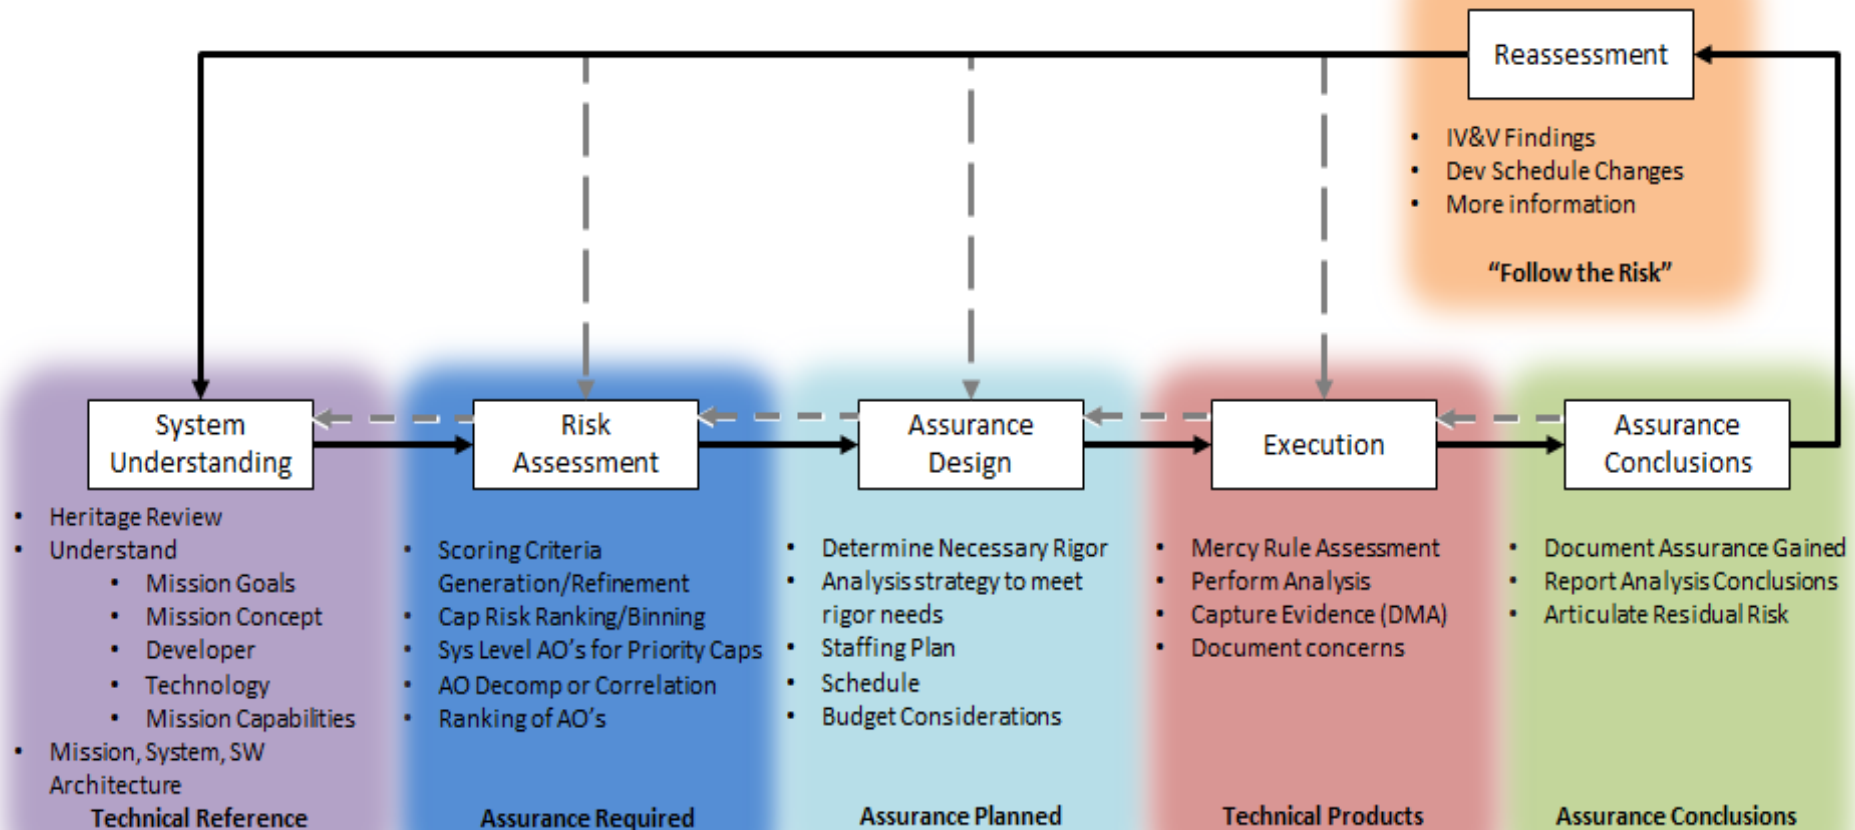 Reassessment
• IV&V Findings
• Dev Schedule Changes
• More information
“Follow the Risk”
System
Understanding
• Heritage Review
• Understand
• Mission Goals
• Mission Concept
• Developer
• Technology
• Mission Capabilities
• Mission, System, SW
Architecture
Technical Reference
Risk
Assessment
• Scoring Criteria
Generation/Refinement
• Cap Risk Ranking/Binning
• Sys Level AO’s for Priority Caps
• AO Decomp or Correlation
• Ranking of AO’s
Assurance Required
Assurance
Design
• Determine Necessary Rigor
• Analysis strategy to meet
rigor needs
• Staffing Plan
• Schedule
• Budget Considerations
Assurance Planned
Execution
• Mercy Rule Assessment
• Perform Analysis
• Capture Evidence (DMA)
• Document concerns
Technical Products
Assurance
Conclusions
• Document Assurance Gained
• Report Analysis Conclusions
• Articulate Residual Risk
Assurance Conclusions